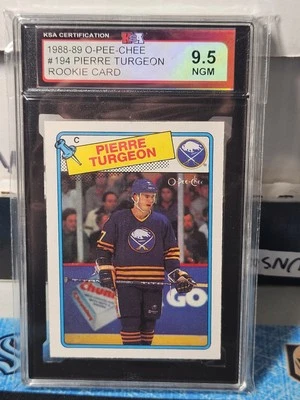 KSA CERTIFICATION
1988-89 O-PEE-CHEE
#194 PIERRE TURGEON
ROOKIE CARD
9.5
NGM
C
PIERRE
TURGEON
O-Pee-Chee
7
GO